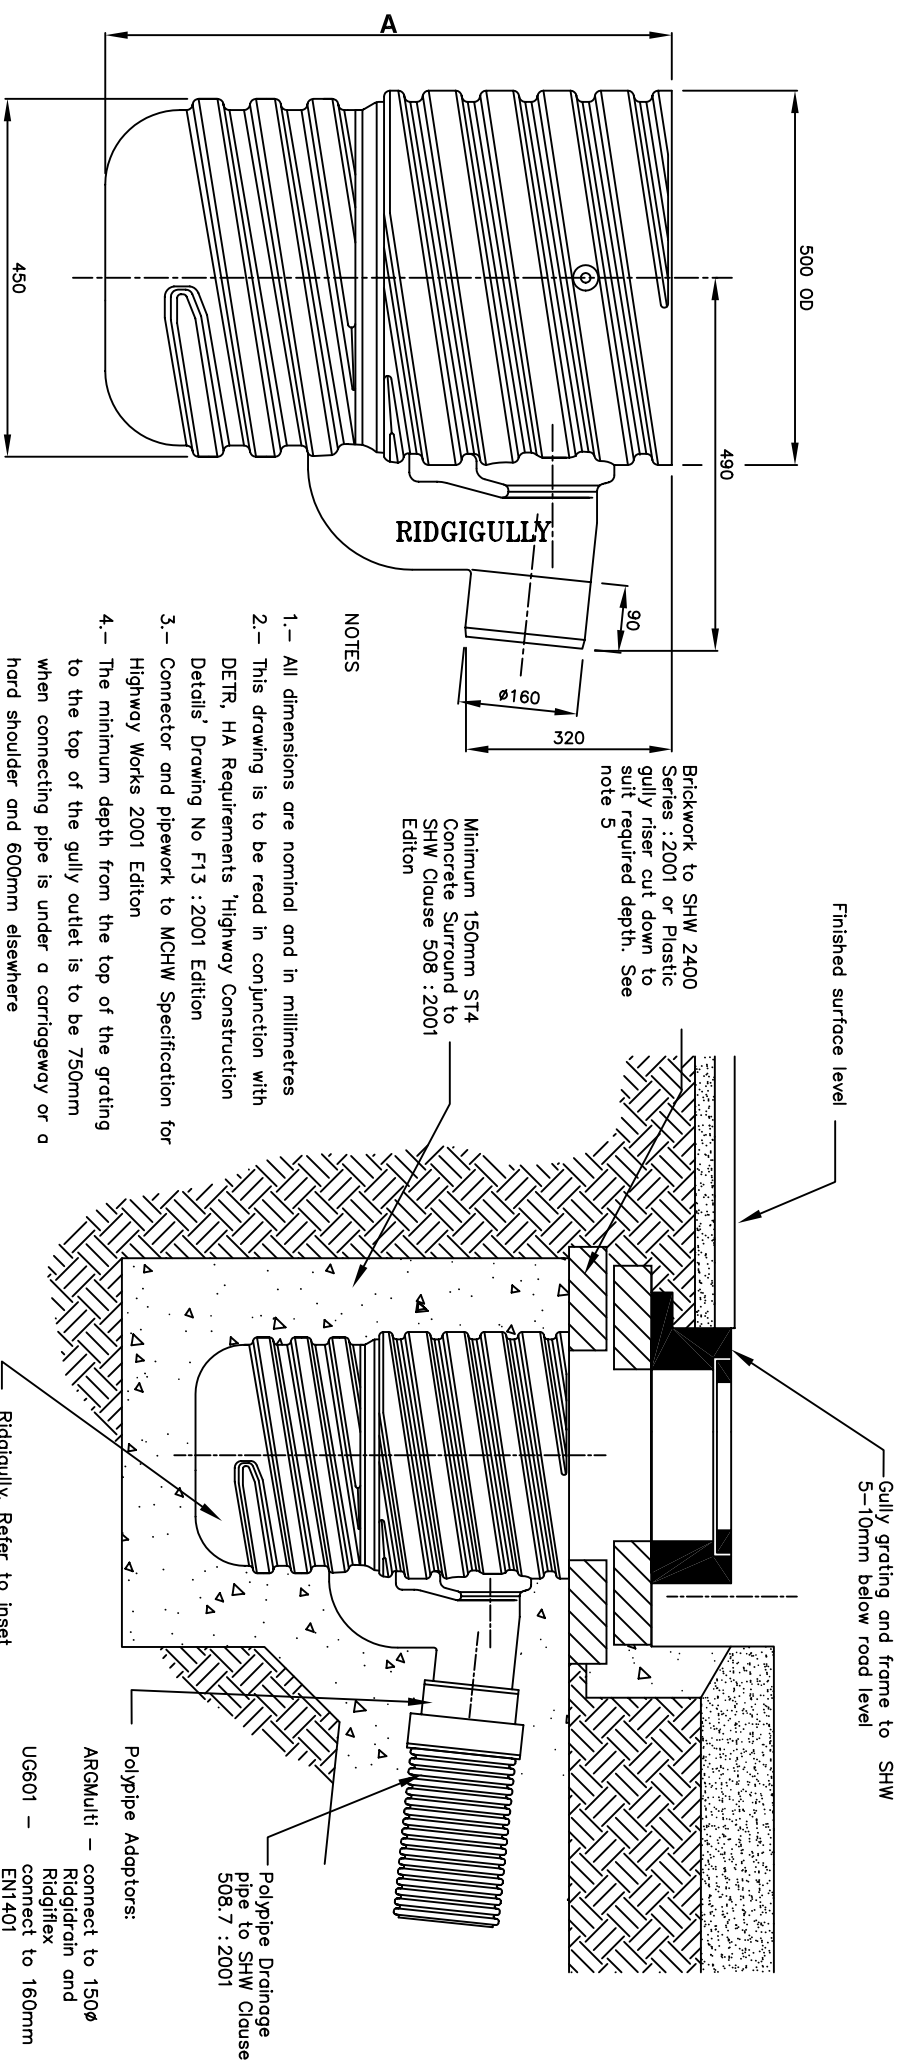 A
500 OD
490
450
90
ø160
320
RIDGIGULLY
NOTES
1.- All dimensions are nominal and in millimetres
2.- This drawing is to be read in conjunction with
DETR, HA Requirements 'Highway Construction
Details' Drawing No F13 :2001 Edition
3.- Connector and pipework to MCHW Specification for
Highway Works 2001 Editon
4.- The minimum depth from the top of the grating
to the top of the gully outlet is to be 750mm
when connecting pipe is under a carriageway or a
hard shoulder and 600mm elsewhere
Finished surface level
Brickwork to SHW 2400
Series :2001 or Plastic
gully riser cut down to
suit required depth. See
note 5
Minimum 150mm ST4
Concrete Surround to
SHW Clause 508 :2001
Editon
Gully grating and frame to SHW
5-10mm below road level
Ridgigully. Refer to inset
Polypipe Drainage
pipe to SHW Clause
508.7 :2001
Polypipe Adaptors:
ARGMulti - connect to 150ø
Ridgidrain and
Ridgiflex
UG601 - connect to 160mm
EN1401